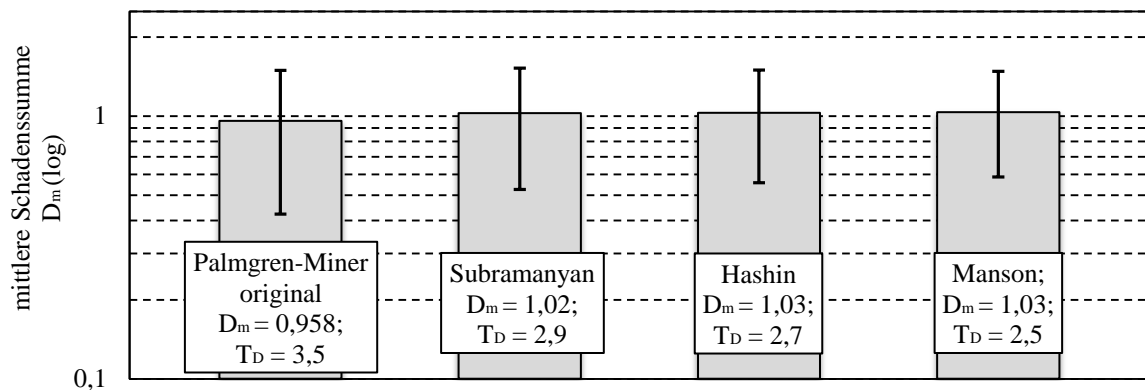 mittlere Schadenssumme
Dm (log)
1
0,1
Palmgren-Miner
original
Dm = 0,958;
TD = 3,5
Subramanyan
Dm = 1,02;
TD = 2,9
Hashin
Dm = 1,03;
TD = 2,7
Manson;
Dm = 1,03;
TD = 2,5